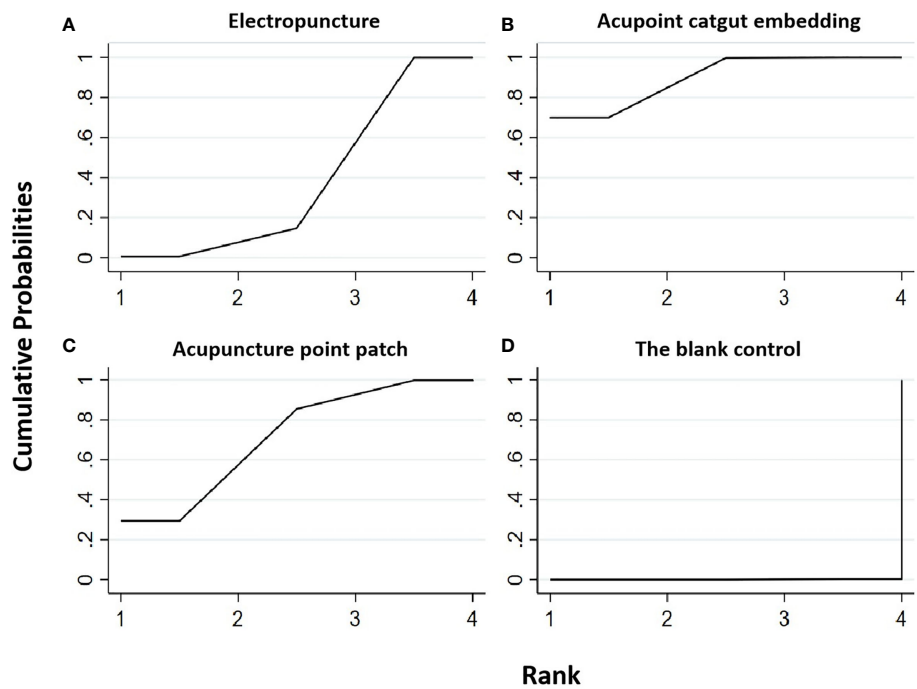 A Electropuncture
0 .2 .4 .6 .8 1
1 2 3 4
B Acupoint catgut embedding
0 .2 .4 .6 .8 1
1 2 3 4
Cumulative Probabilities
C Acupuncture point patch
0 .2 .4 .6 .8 1
1 2 3 4
D The blank control
0 .2 .4 .6 .8 1
1 2 3 4
Rank